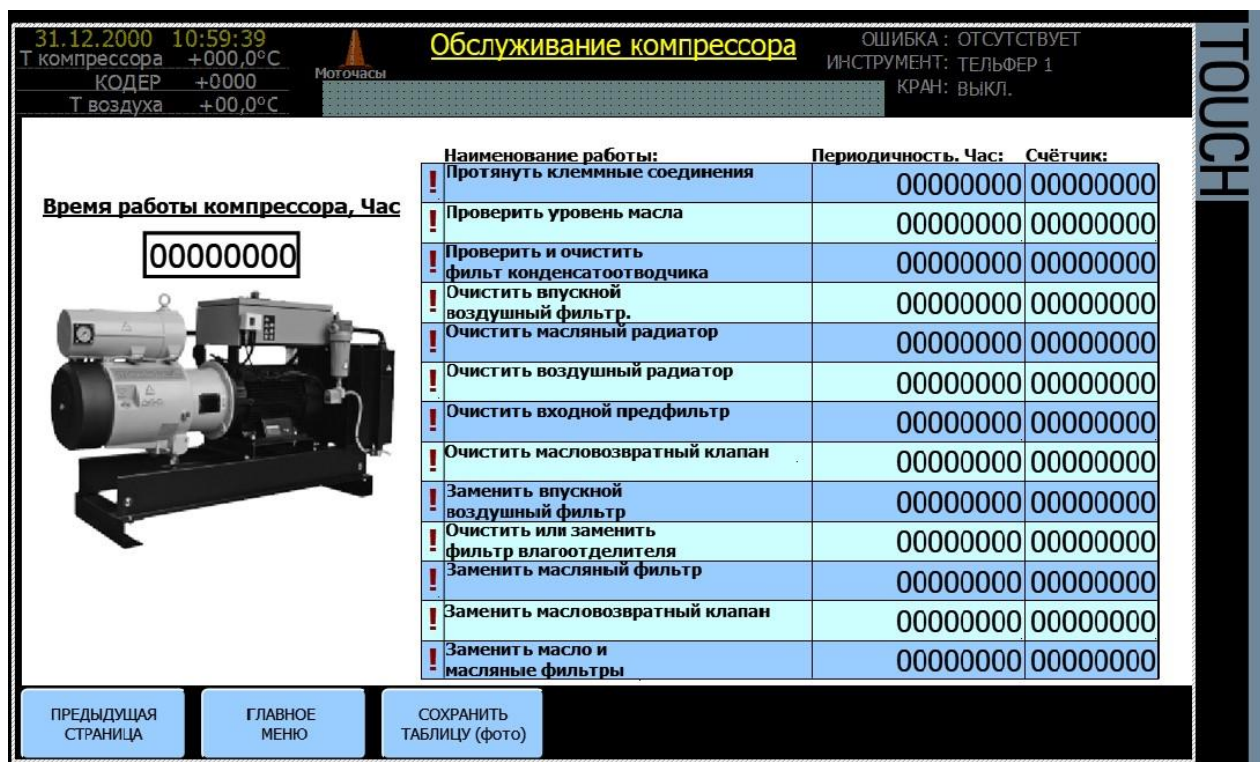 31.12.2000 10:59:39
Т компрессора +000,0°C
КОДЕР +0000
Т воздуха +00,0°C
Моточасы
Обслуживание компрессора
ОШИБКА : ОТСУТСТВУЕТ
ИНСТРУМЕНТ: ТЕЛЬФЕР 1
КРАН: ВЫКЛ.
TOUCH
Время работы компрессора, Час
00000000
Наименование работы: Периодичность. Час: Счётчик:
! Протянуть клеммные соединения 00000000 00000000
! Проверить уровень масла 00000000 00000000
! Проверить и очистить
фильт конденсатоотводчика 00000000 00000000
! Очистить впускной
воздушный фильтр. 00000000 00000000
! Очистить масляный радиатор 00000000 00000000
! Очистить воздушный радиатор 00000000 00000000
! Очистить входной предфильтр 00000000 00000000
! Очистить масловозвратный клапан 00000000 00000000
! Заменить впускной
воздушный фильтр 00000000 00000000
! Очистить или заменить
фильтр влагоотделителя 00000000 00000000
! Заменить масляный фильтр 00000000 00000000
! Заменить масловозвратный клапан 00000000 00000000
! Заменить масло и
масляные фильтры 00000000 00000000
ПРЕДЫДУЩАЯ
СТРАНИЦА
ГЛАВНОЕ
МЕНЮ
СОХРАНИТЬ
ТАБЛИЦУ (фото)